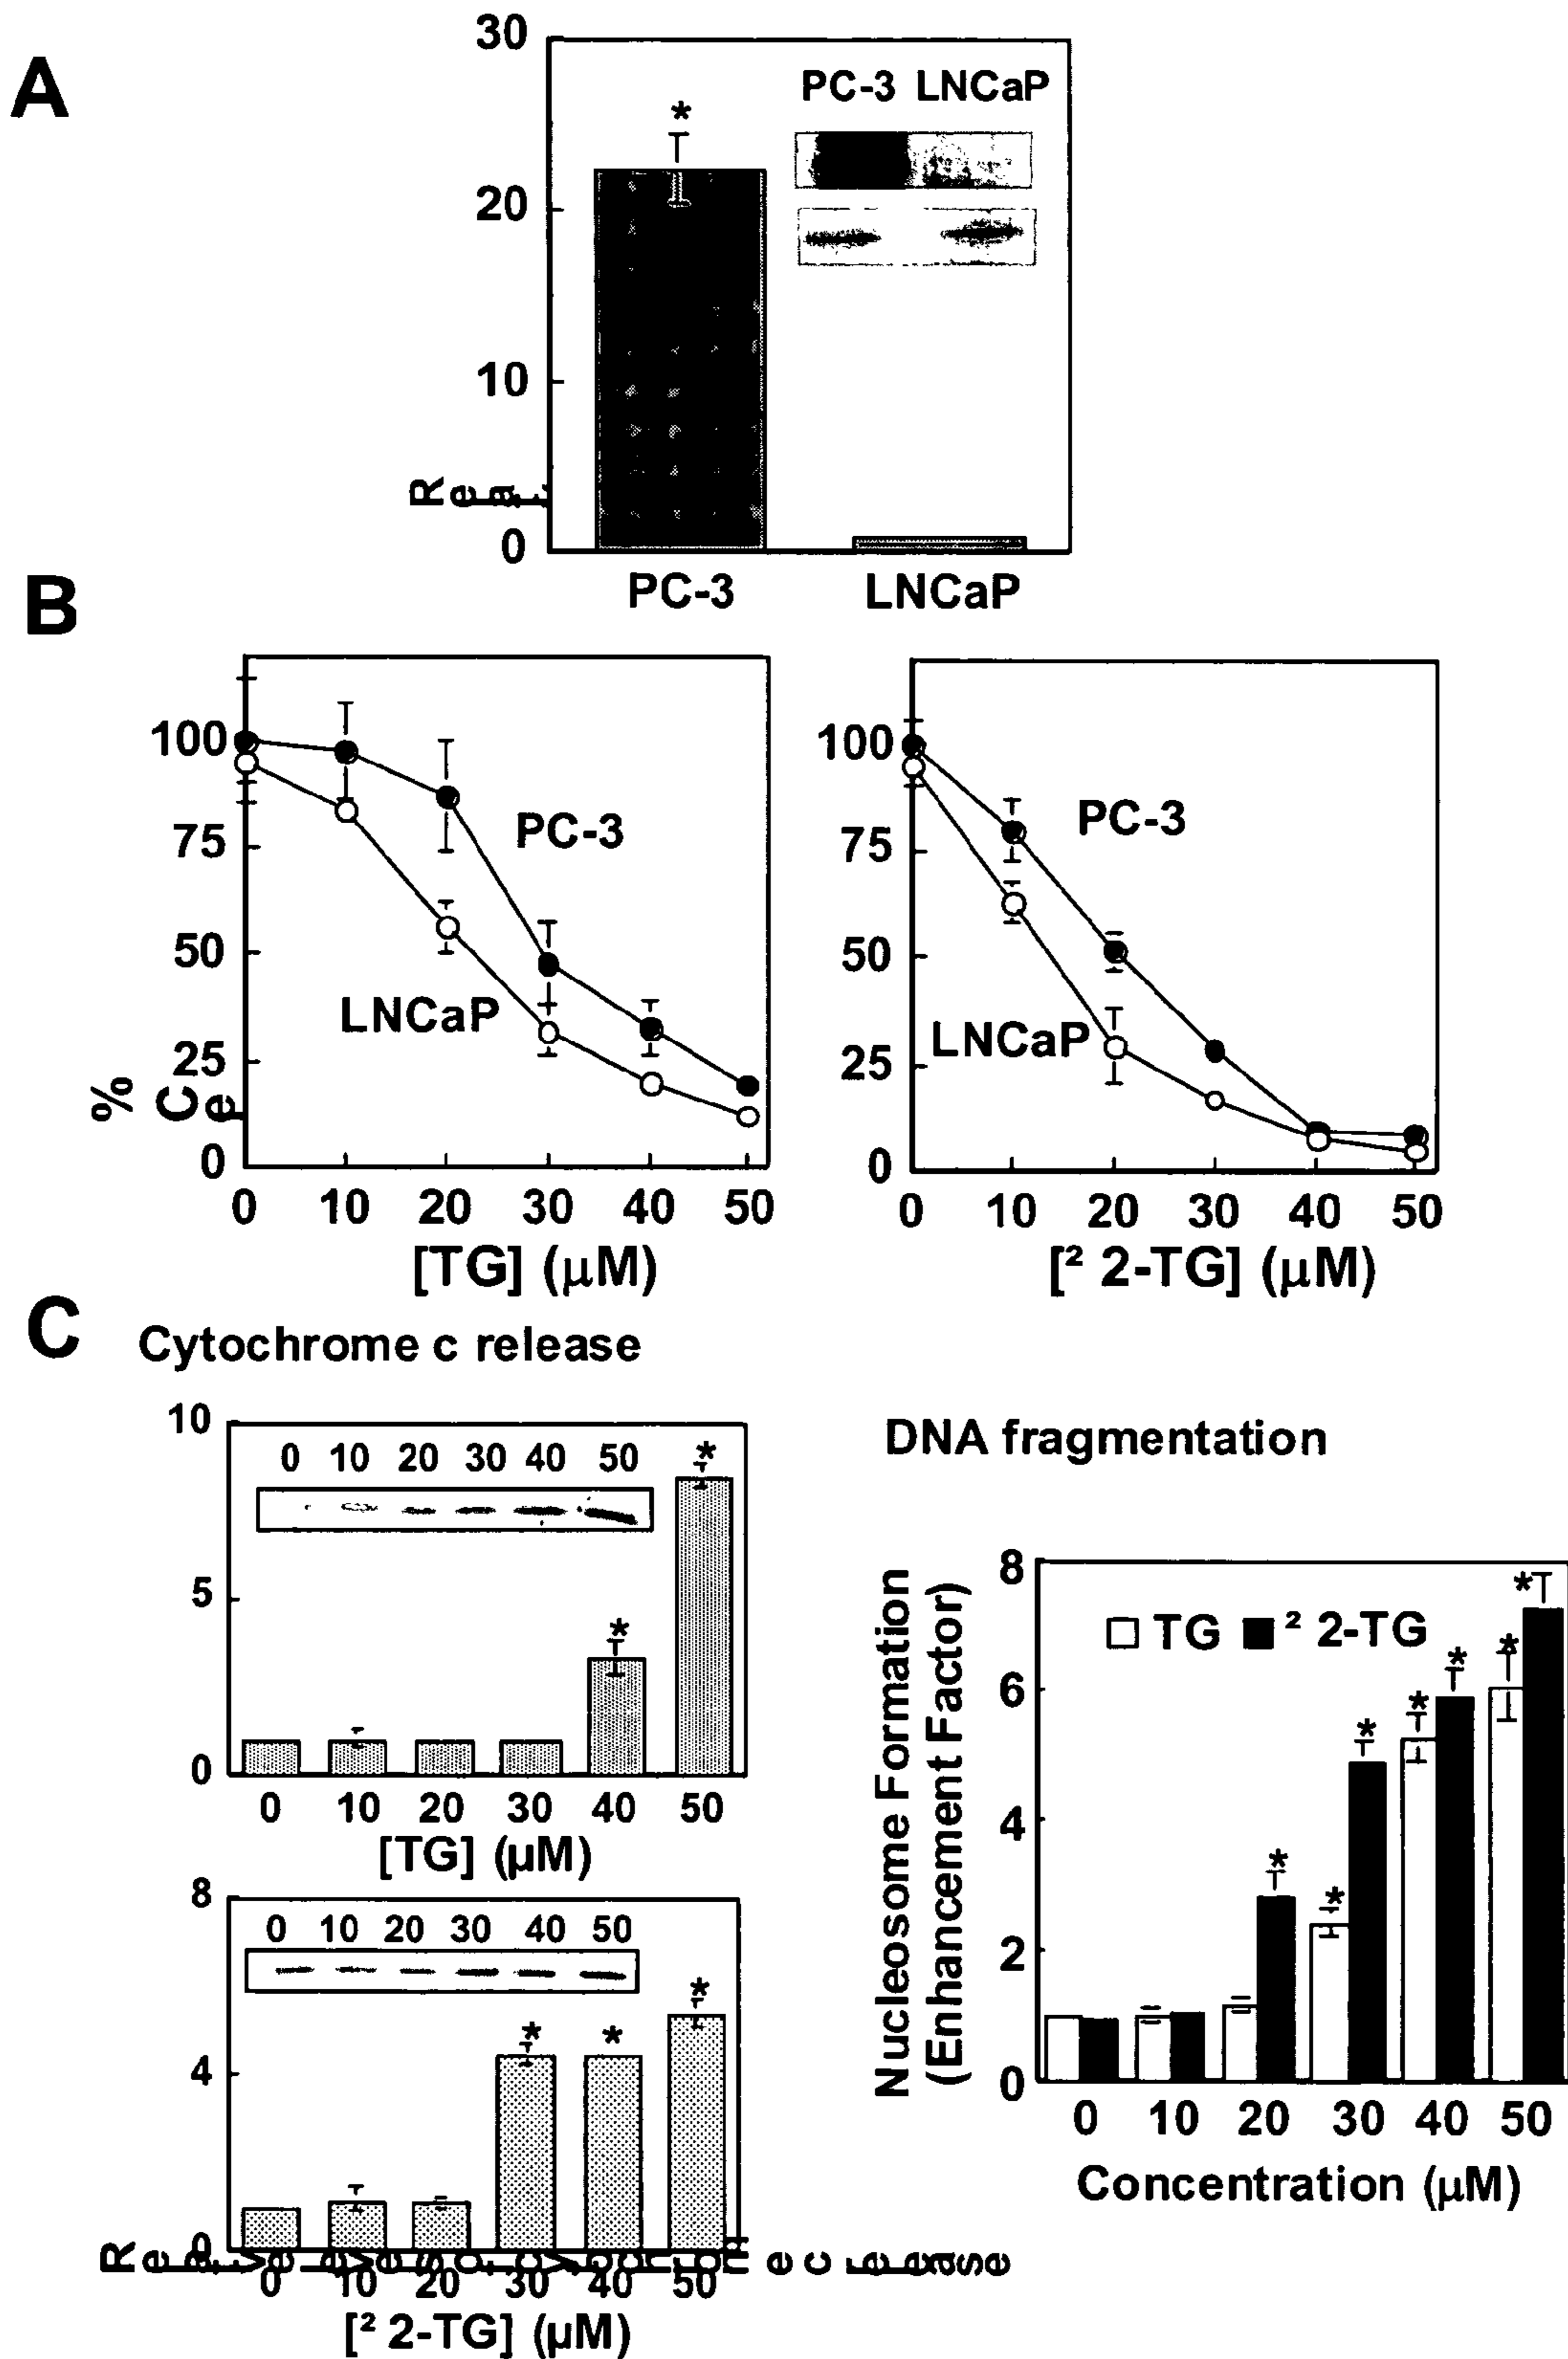 A
30
20
10
0
PC-3 LNCaP
*
PC-3 LNCaP
B
100
75
50
25
0
%
PC-3
LNCaP
0 10 20 30 40 50
[TG] (µM)
100
75
50
25
0
PC-3
LNCaP
0 10 20 30 40 50
[² 2-TG] (µM)
C
Cytochrome c release
10
5
0
0 10 20 30 40 50
*
*
0 10 20 30 40 50
[TG] (µM)
8
4
0
0 10 20 30 40 50
* * *
0 10 20 30 40 50
[² 2-TG] (µM)
DNA fragmentation
Nucleosome Formation
(Enhancement Factor)
8
6
4
2
0
TG ² 2-TG
* * * * * * *
0 10 20 30 40 50
Concentration (µM)